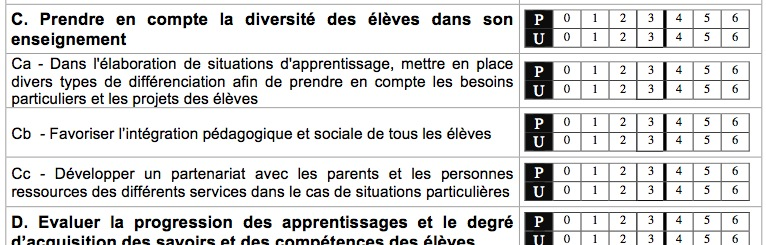 C. Prendre en compte la diversité des élèves dans son
enseignement
P 0 1 2 3 4 5 6
U 0 1 2 3 4 5 6
Ca - Dans l'élaboration de situations d'apprentissage, mettre en place
divers types de différenciation afin de prendre en compte les besoins
particuliers et les projets des élèves
P 0 1 2 3 4 5 6
U 0 1 2 3 4 5 6
Cb - Favoriser l'intégration pédagogique et sociale de tous les élèves
P 0 1 2 3 4 5 6
U 0 1 2 3 4 5 6
Cc - Développer un partenariat avec les parents et les personnes
ressources des différents services dans le cas de situations particulières
P 0 1 2 3 4 5 6
U 0 1 2 3 4 5 6
D. Evaluer la progression des apprentissages et le degré
d'acquisition des savoirs et des compétences des élèves
P 0 1 2 3 4 5 6
U 0 1 2 3 4 5 6